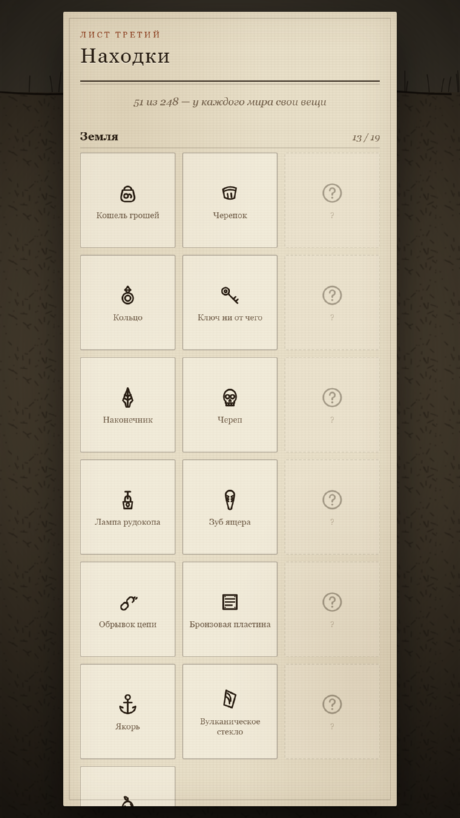 ЛИСТ ТРЕТИЙ
Находки
51 из 248 — у каждого мира свои вещи
Земля 13 / 19
Кошель грошей Черепок ?
Кольцо Ключ ни от чего ?
Наконечник Череп ?
Лампа рудокопа Зуб ящера ?
Обрывок цепи Бронзовая пластина ?
Якорь Вулканическое ?
стекло